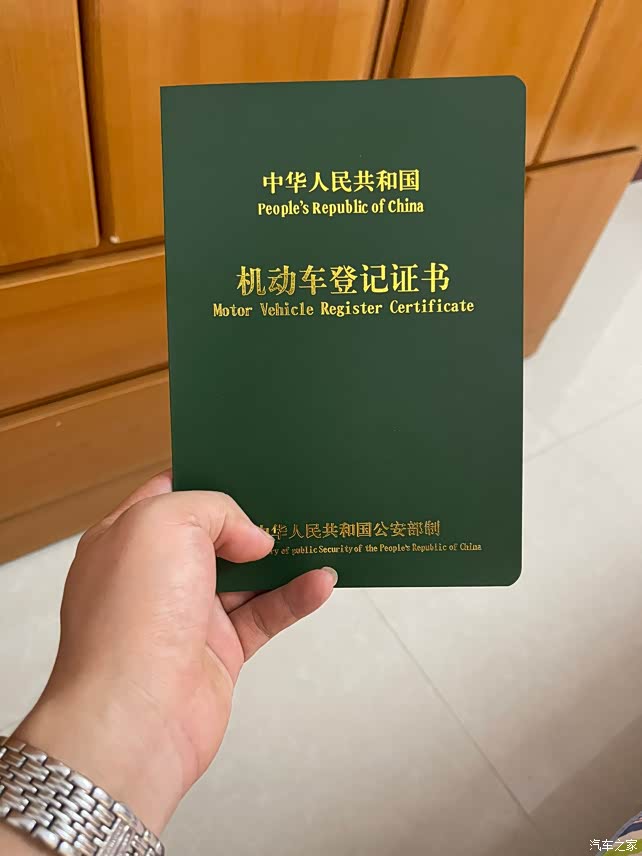 中华人民共和国
People's Republic of China
机动车登记证书
Motor Vehicle Register Certificate
中华人民共和国公安部制
of public Security of the People's Republic of China
汽车之家